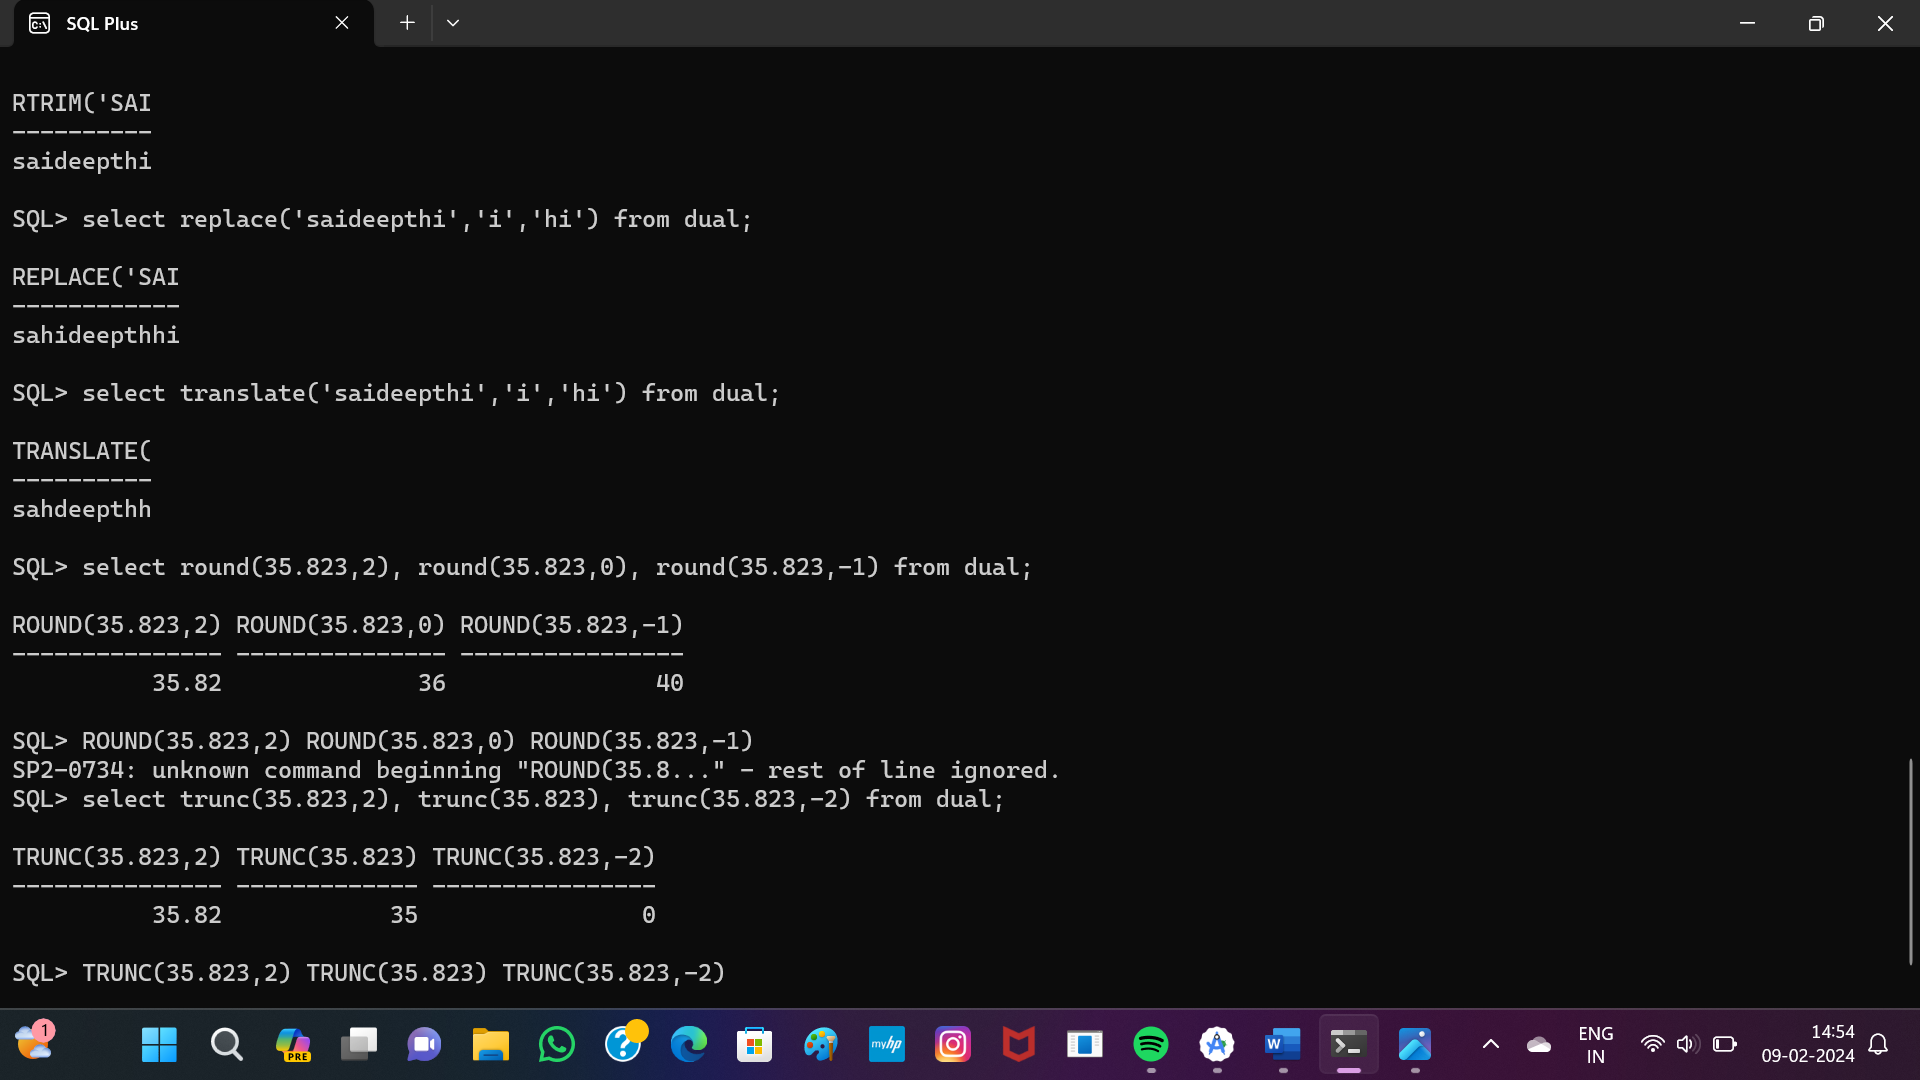 SQL Plus
RTRIM('SAI
----------
saideepthi
SQL> select replace('saideepthi','i','hi') from dual;
REPLACE('SAI
------------
sahideepthhi
SQL> select translate('saideepthi','i','hi') from dual;
TRANSLATE(
----------
sahdeepthh
SQL> select round(35.823,2), round(35.823,0), round(35.823,-1) from dual;
ROUND(35.823,2) ROUND(35.823,0) ROUND(35.823,-1)
--------------- --------------- ----------------
35.82 36 40
SQL> ROUND(35.823,2) ROUND(35.823,0) ROUND(35.823,-1)
SP2-0734: unknown command beginning "ROUND(35.8..." - rest of line ignored.
SQL> select trunc(35.823,2), trunc(35.823), trunc(35.823,-2) from dual;
TRUNC(35.823,2) TRUNC(35.823) TRUNC(35.823,-2)
--------------- ------------- ----------------
35.82 35 0
SQL> TRUNC(35.823,2) TRUNC(35.823) TRUNC(35.823,-2)
1
PRE
myhp
W
ENG
IN
14:54
09-02-2024